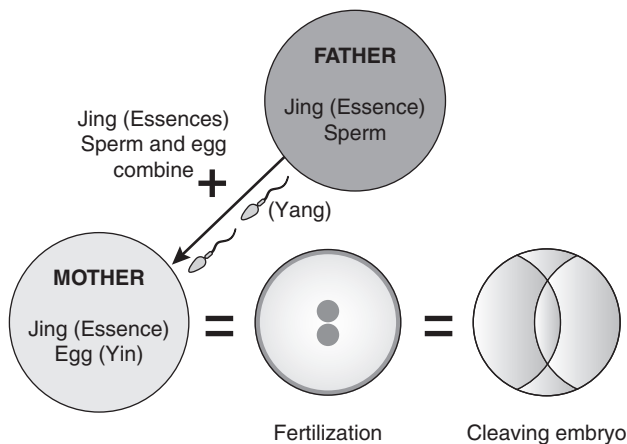 FATHER
Jing (Essence)
Sperm
Jing (Essences)
Sperm and egg
combine
+
(Yang)
MOTHER
Jing (Essence)
Egg (Yin)
=
=
Fertilization
Cleaving embryo